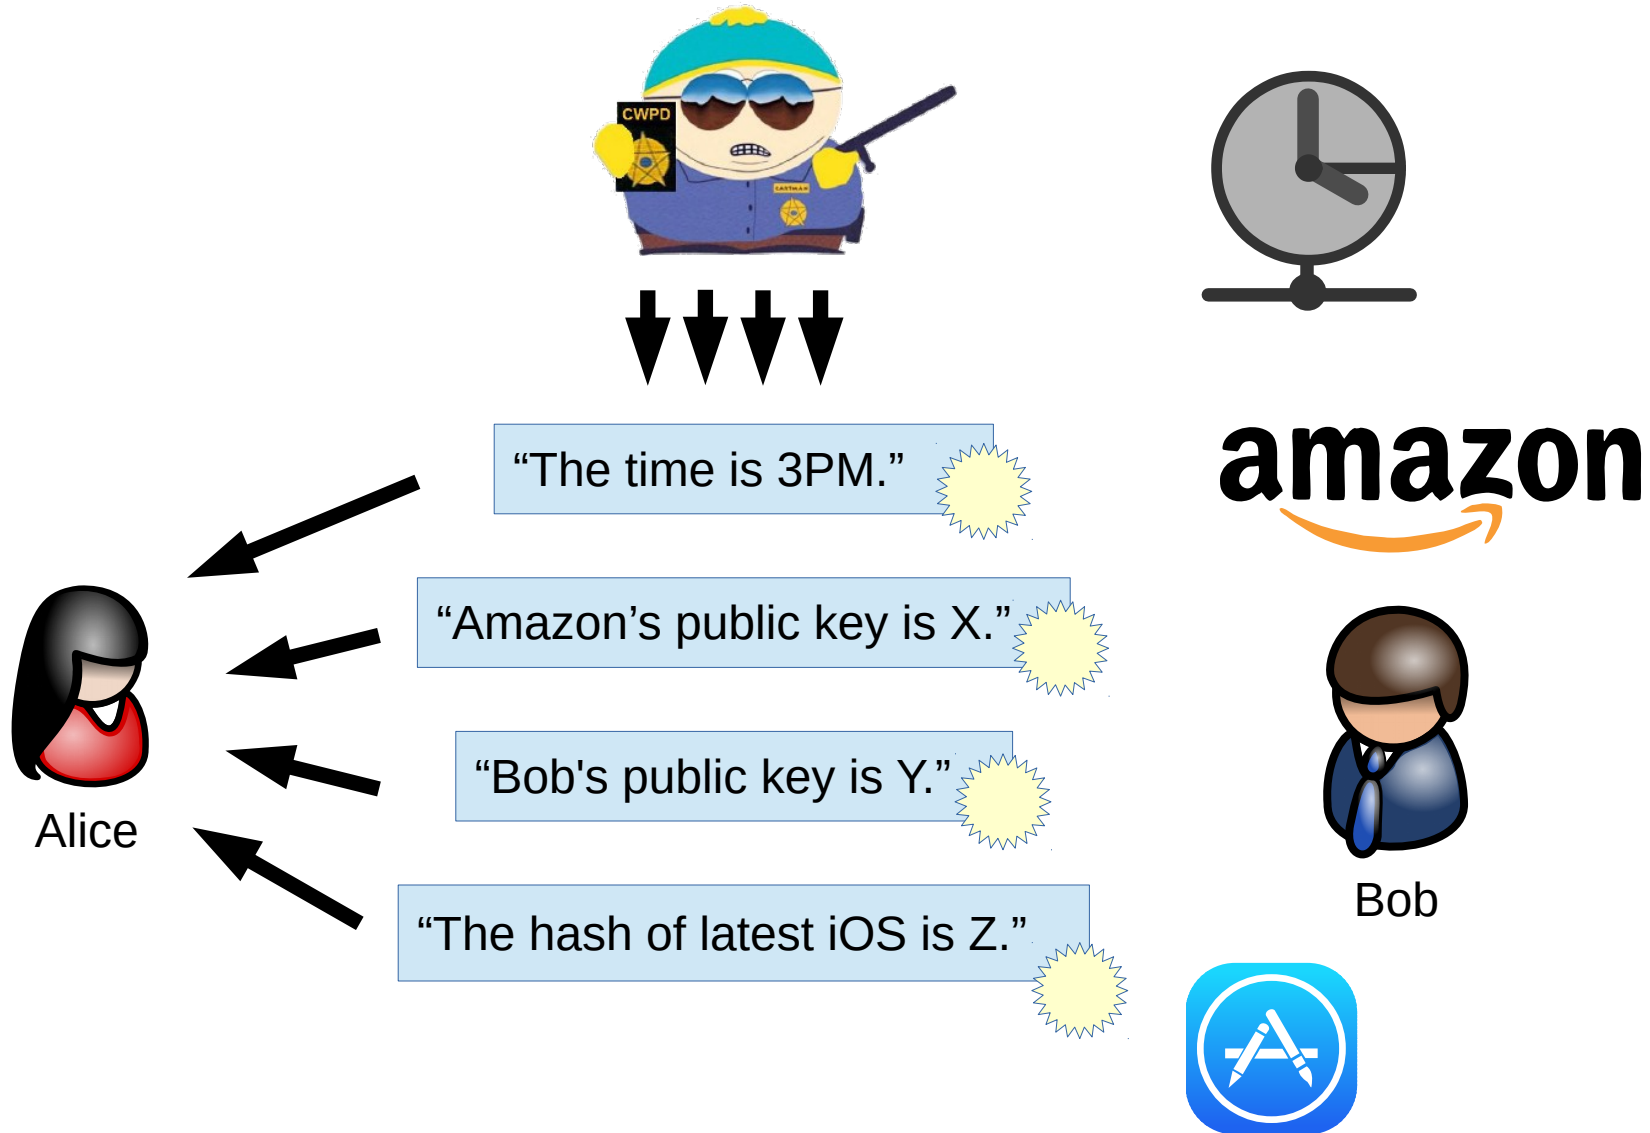 CWPD
CARTMAN
“The time is 3PM.”
amazon
“Amazon’s public key is X.”
“Bob's public key is Y.”
Alice
Bob
“The hash of latest iOS is Z.”